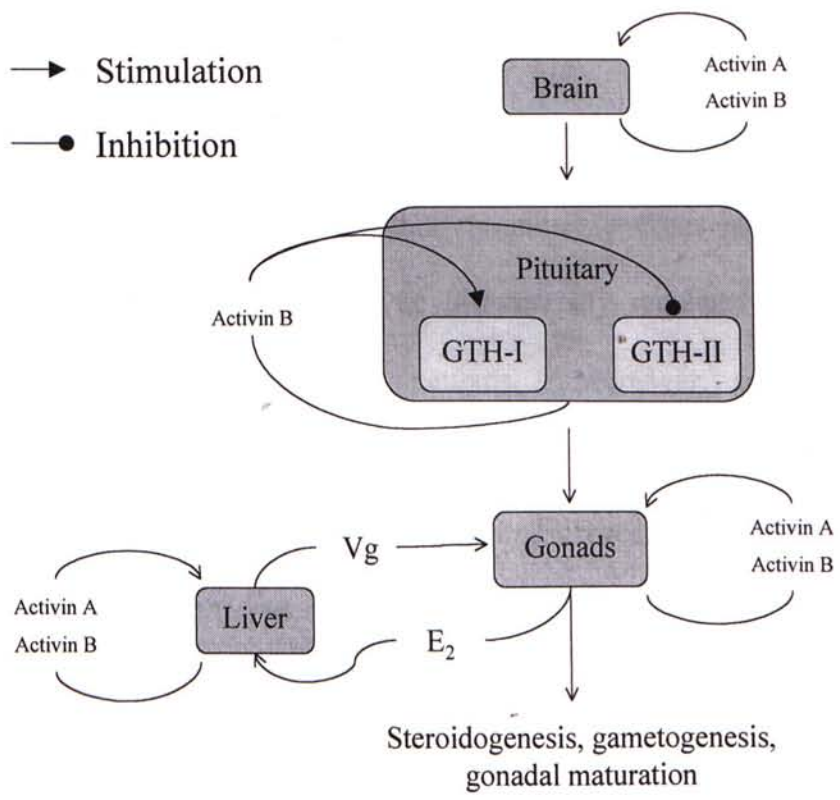 Stimulation
Inhibition
Brain
Activin A
Activin B
Pituitary
Activin B
GTH-I
GTH-II
Vg
Gonads
Activin A
Activin B
Activin A
Activin B
Liver
E₂
Steroidogenesis, gametogenesis,
gonadal maturation